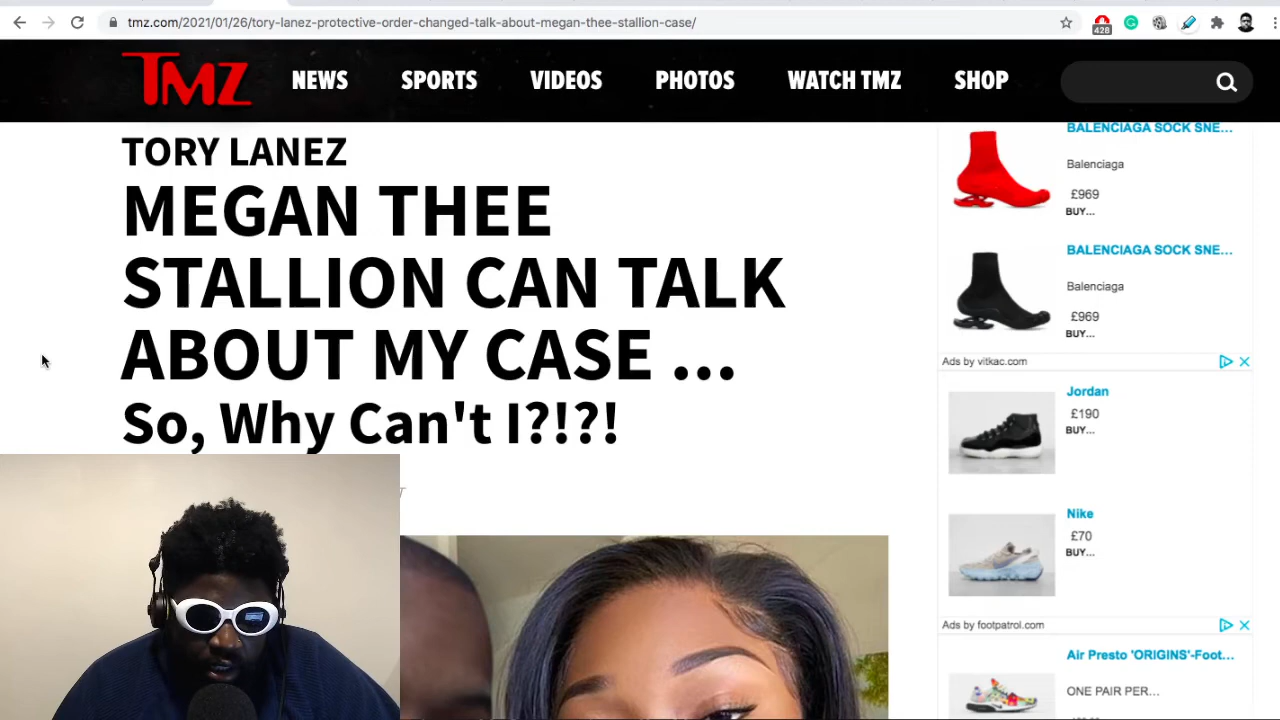 tmz.com/2021/01/26/tory-lanez-protective-order-changed-talk-about-megan-thee-stallion-case/
428
TMZ NEWS SPORTS VIDEOS PHOTOS WATCH TMZ SHOP
TORY LANEZ
MEGAN THEE
STALLION CAN TALK
ABOUT MY CASE ...
So, Why Can't I?!?!
BALENCIAGA SOCK SNE...
Balenciaga
£969
BUY...
BALENCIAGA SOCK SNE...
Balenciaga
£969
BUY...
Ads by vitkac.com
Jordan
£190
BUY...
Nike
£70
BUY...
Ads by footpatrol.com
Air Presto 'ORIGINS'-Foot...
ONE PAIR PER...